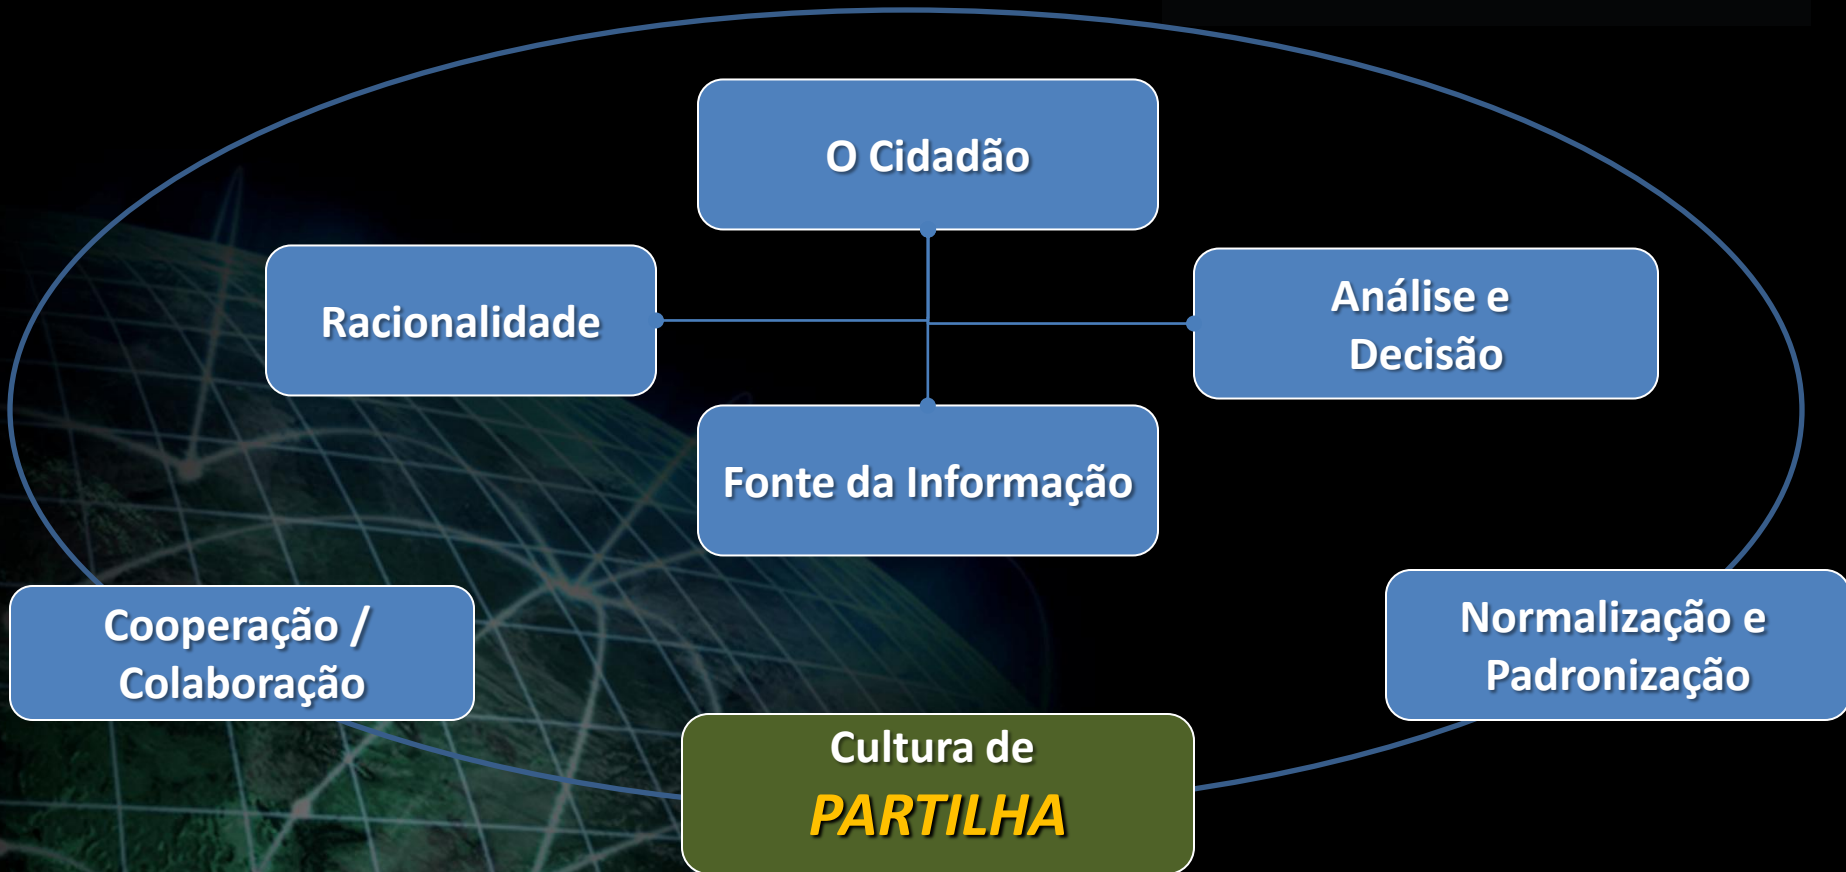 O Cidadão
Racionalidade
Análise e
Decisão
Fonte da Informação
Cooperação /
Colaboração
Normalização e
Padronização
Cultura de
PARTILHA